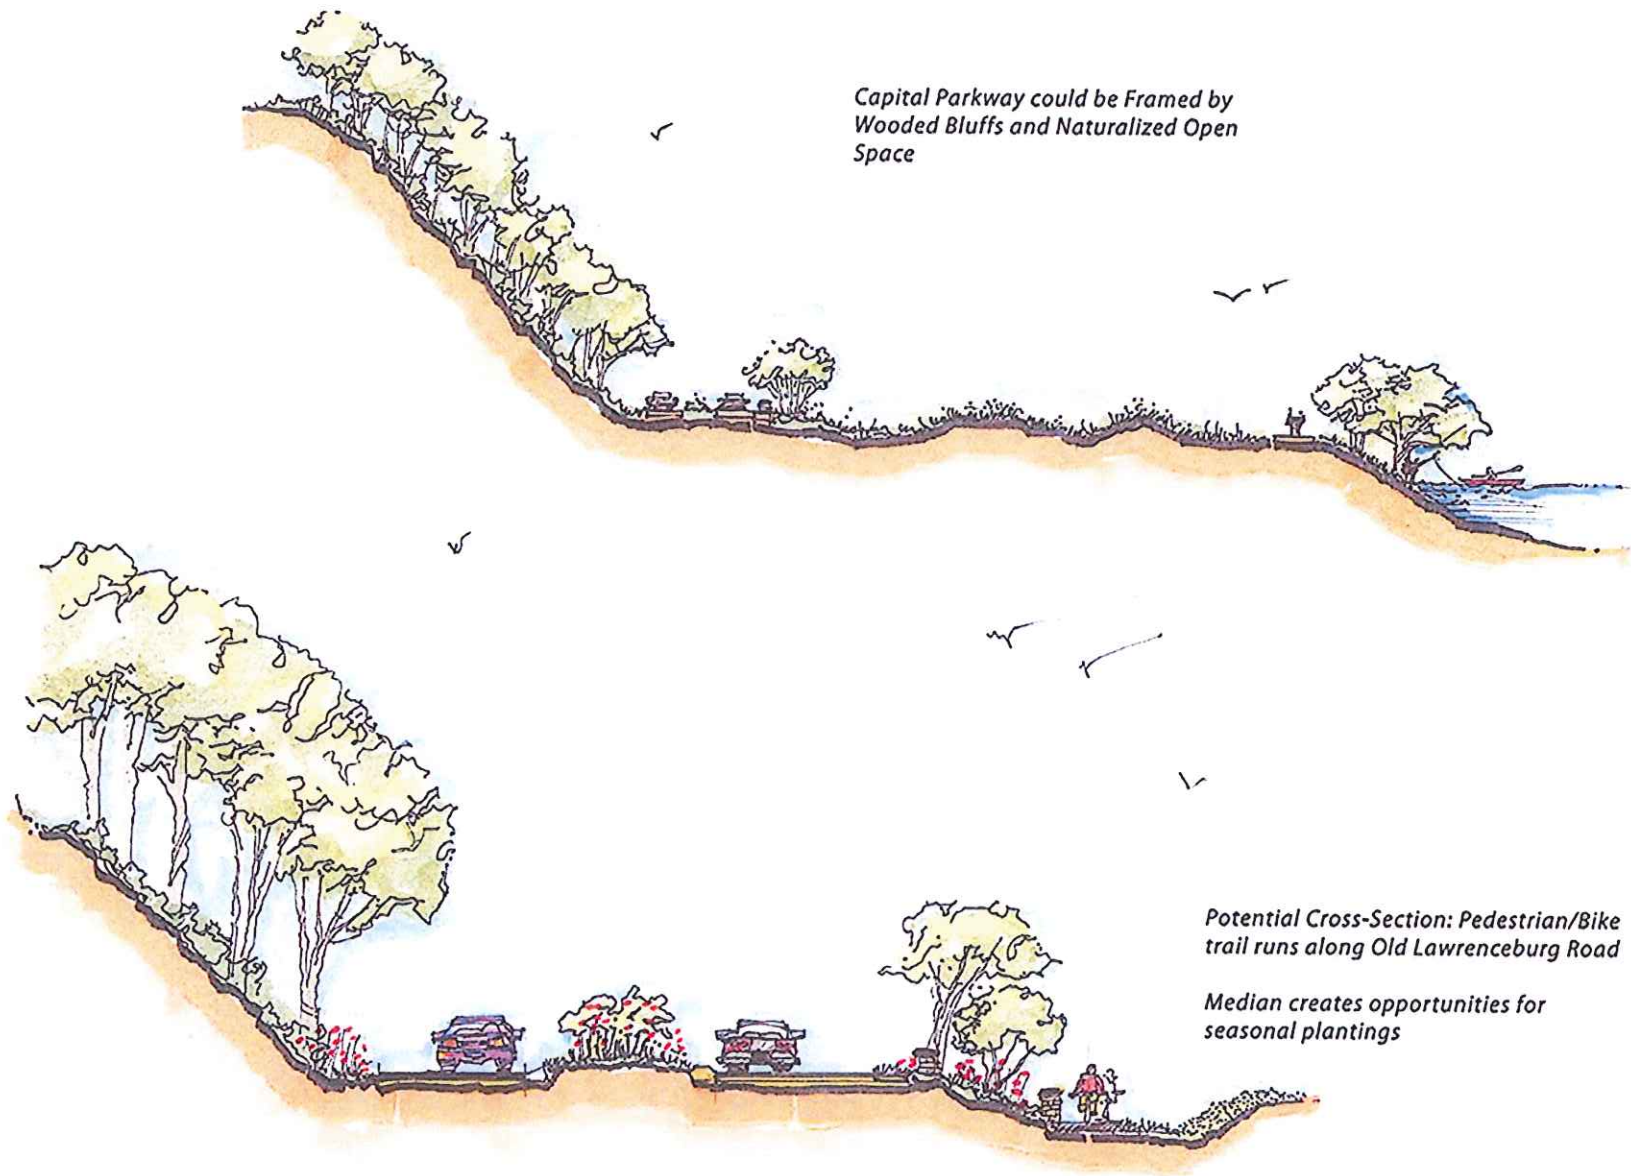 Capital Parkway could be Framed by
Wooded Bluffs and Naturalized Open
Space
Potential Cross-Section: Pedestrian/Bike
trail runs along Old Lawrenceburg Road
Median creates opportunities for
seasonal plantings